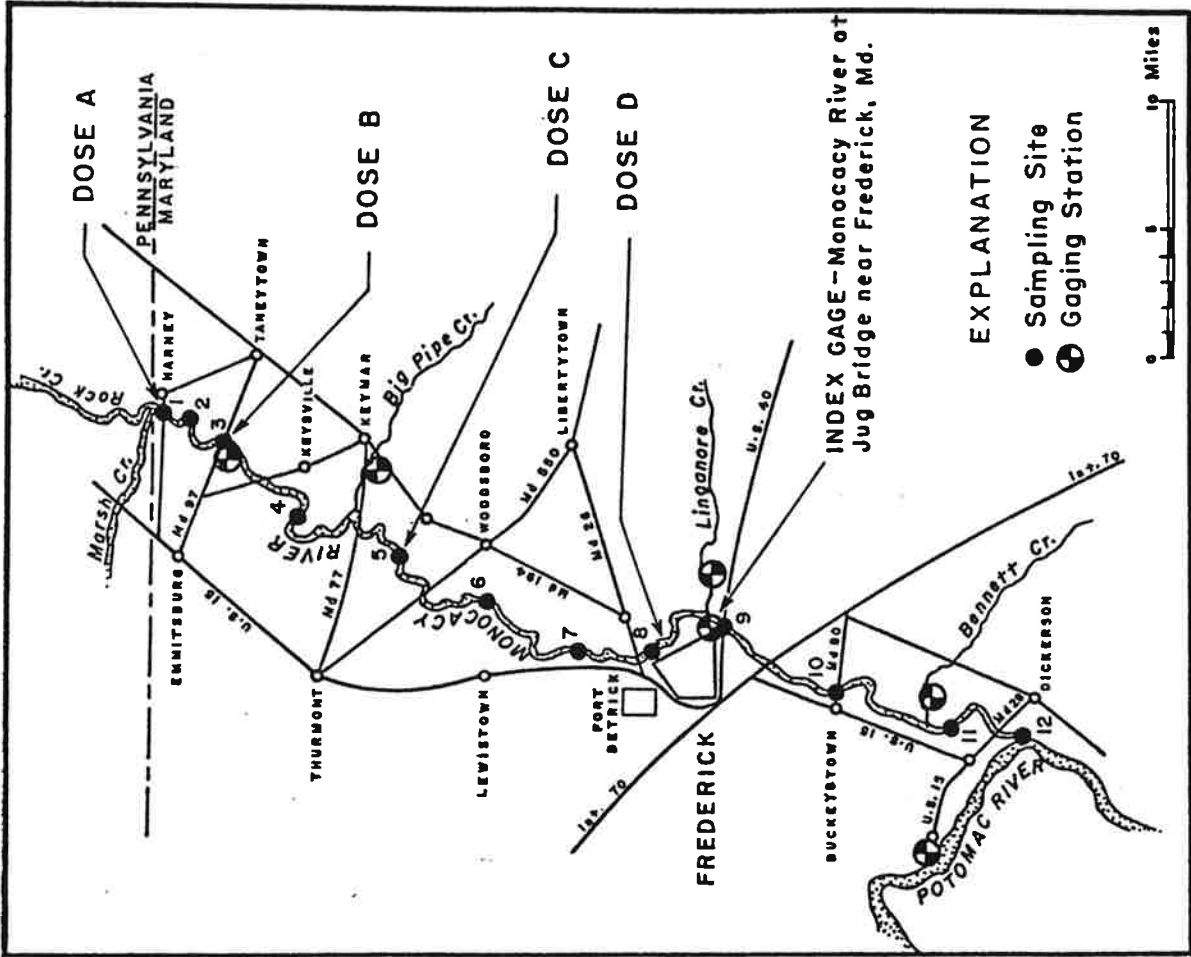 DOSE A
PENNSYLVANIA
MARYLAND
Rock Cr.
Marsh Cr.
HARNEY
1
2
3
TANEYTOWN
DOSE B
EMMITSBURG
Md 97
U.S. 15
KEYSVILLE
4
RIVER
KEYMAR
Big Pipe Cr.
Md 77
5
DOSE C
THURMONT
MONOCACY
6
WOODSBORO
Md 550
LIBERTYTOWN
Md 194
Md 26
LEWISTOWN
7
8
DOSE D
FORT
DETRICK
Linganore Cr.
FREDERICK
9
U.S. 40
INDEX GAGE-Monocacy River at
Jug Bridge near Frederick, Md.
Ist. 70
Ist. 70
10
Md 80
BUCKEYSTOWN
U.S. 15
Bennett Cr.
11
12
Md 28
DICKERSON
U.S. 15
POTOMAC RIVER
EXPLANATION
Saimpling Site
Gaging Station
0 5 10 Miles